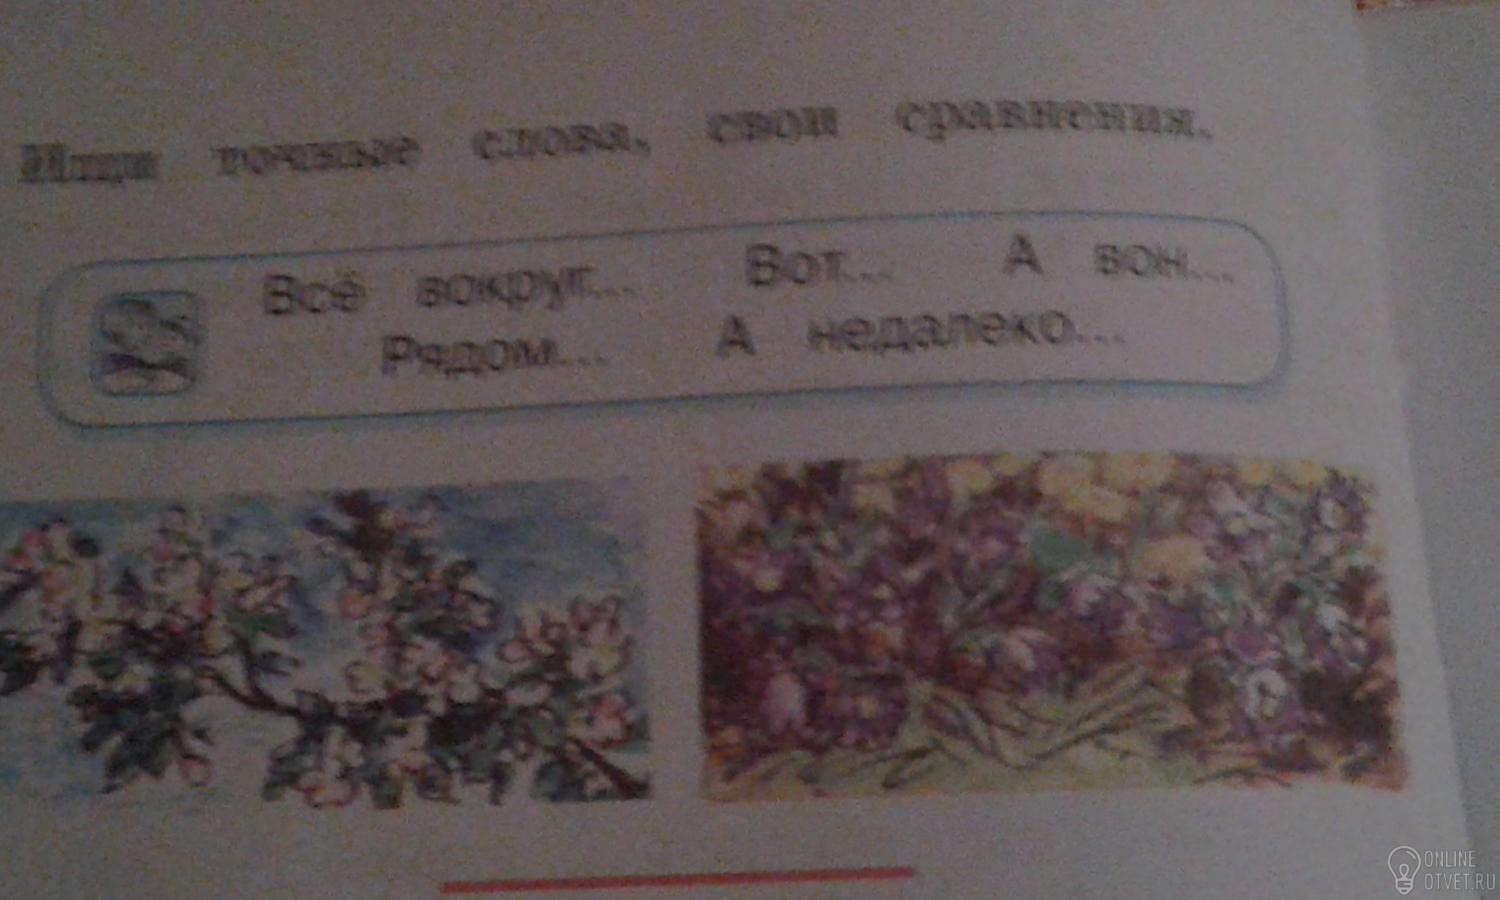 Ищи точные слова, свои сравнения.
Всё вокруг... Вот... А вон...
Рядом... А недалеко...
ONLINE
OTVET.RU